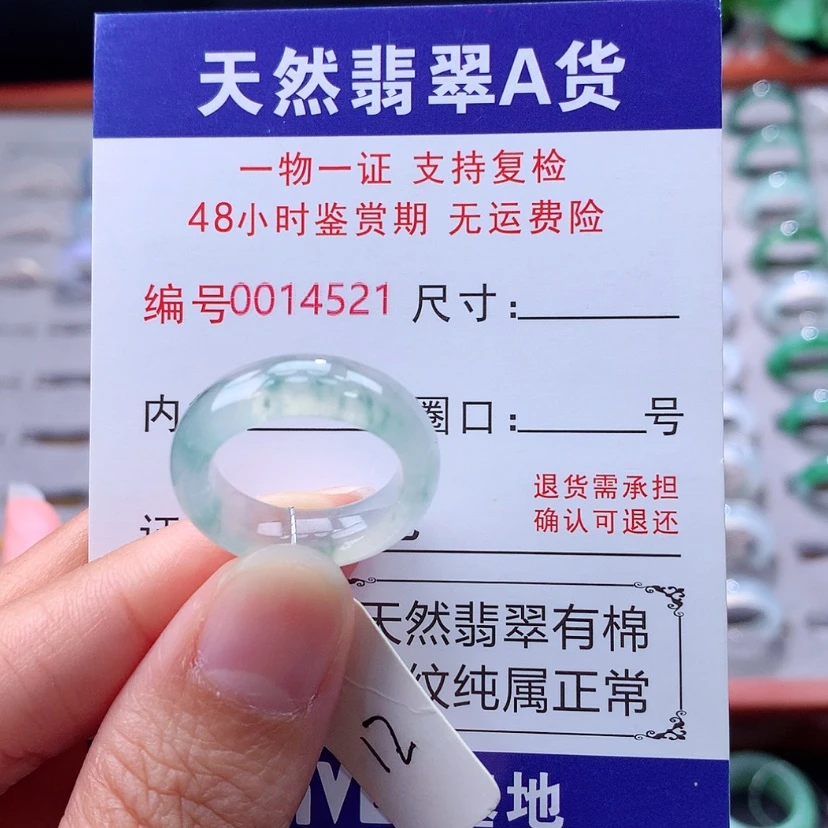 天然翡翠A货
一物一证 支持复检
48小时鉴赏期 无运费险
编号0014521 尺寸：
内 圈口： 号
退货需承担
确认可退还
天然翡翠有棉
纹纯属正常
12
基地